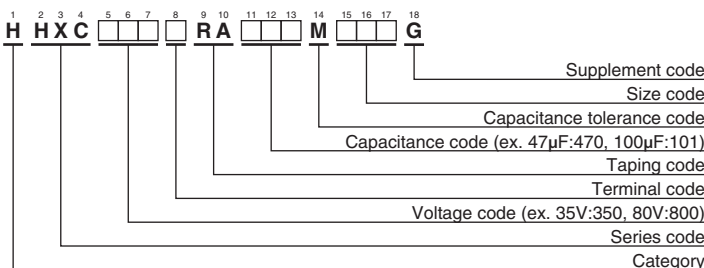 1 2 3 4 5 6 7 8 9 10 11 12 13 14 15 16 17 18
H H X C □ □ □ □ R A □ □ □ M □ □ □ G
Supplement code
Size code
Capacitance tolerance code
Capacitance code (ex. 47µF:470, 100µF:101)
Taping code
Terminal code
Voltage code (ex. 35V:350, 80V:800)
Series code
Category